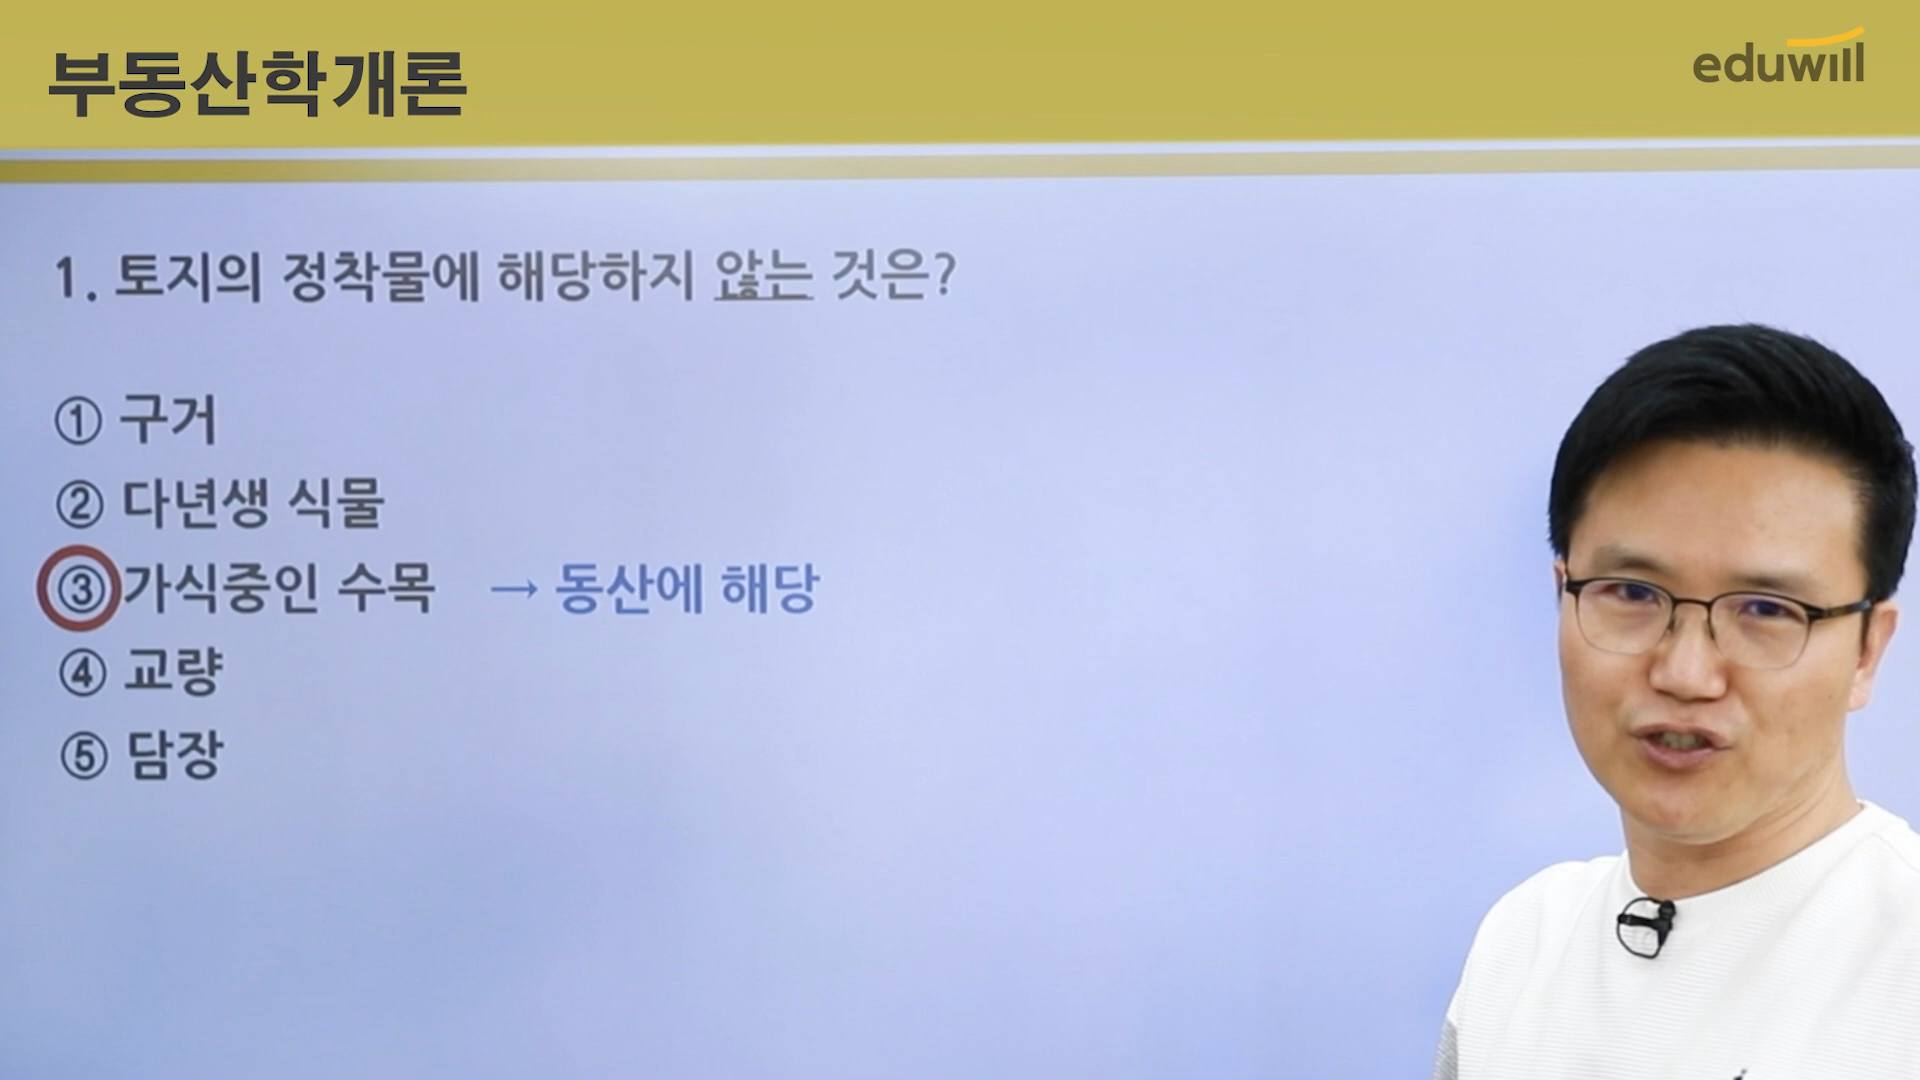 부동산학개론
eduwill
1. 토지의 정착물에 해당하지 않는 것은?
① 구거
② 다년생 식물
③ 가식중인 수목 → 동산에 해당
④ 교량
⑤ 담장